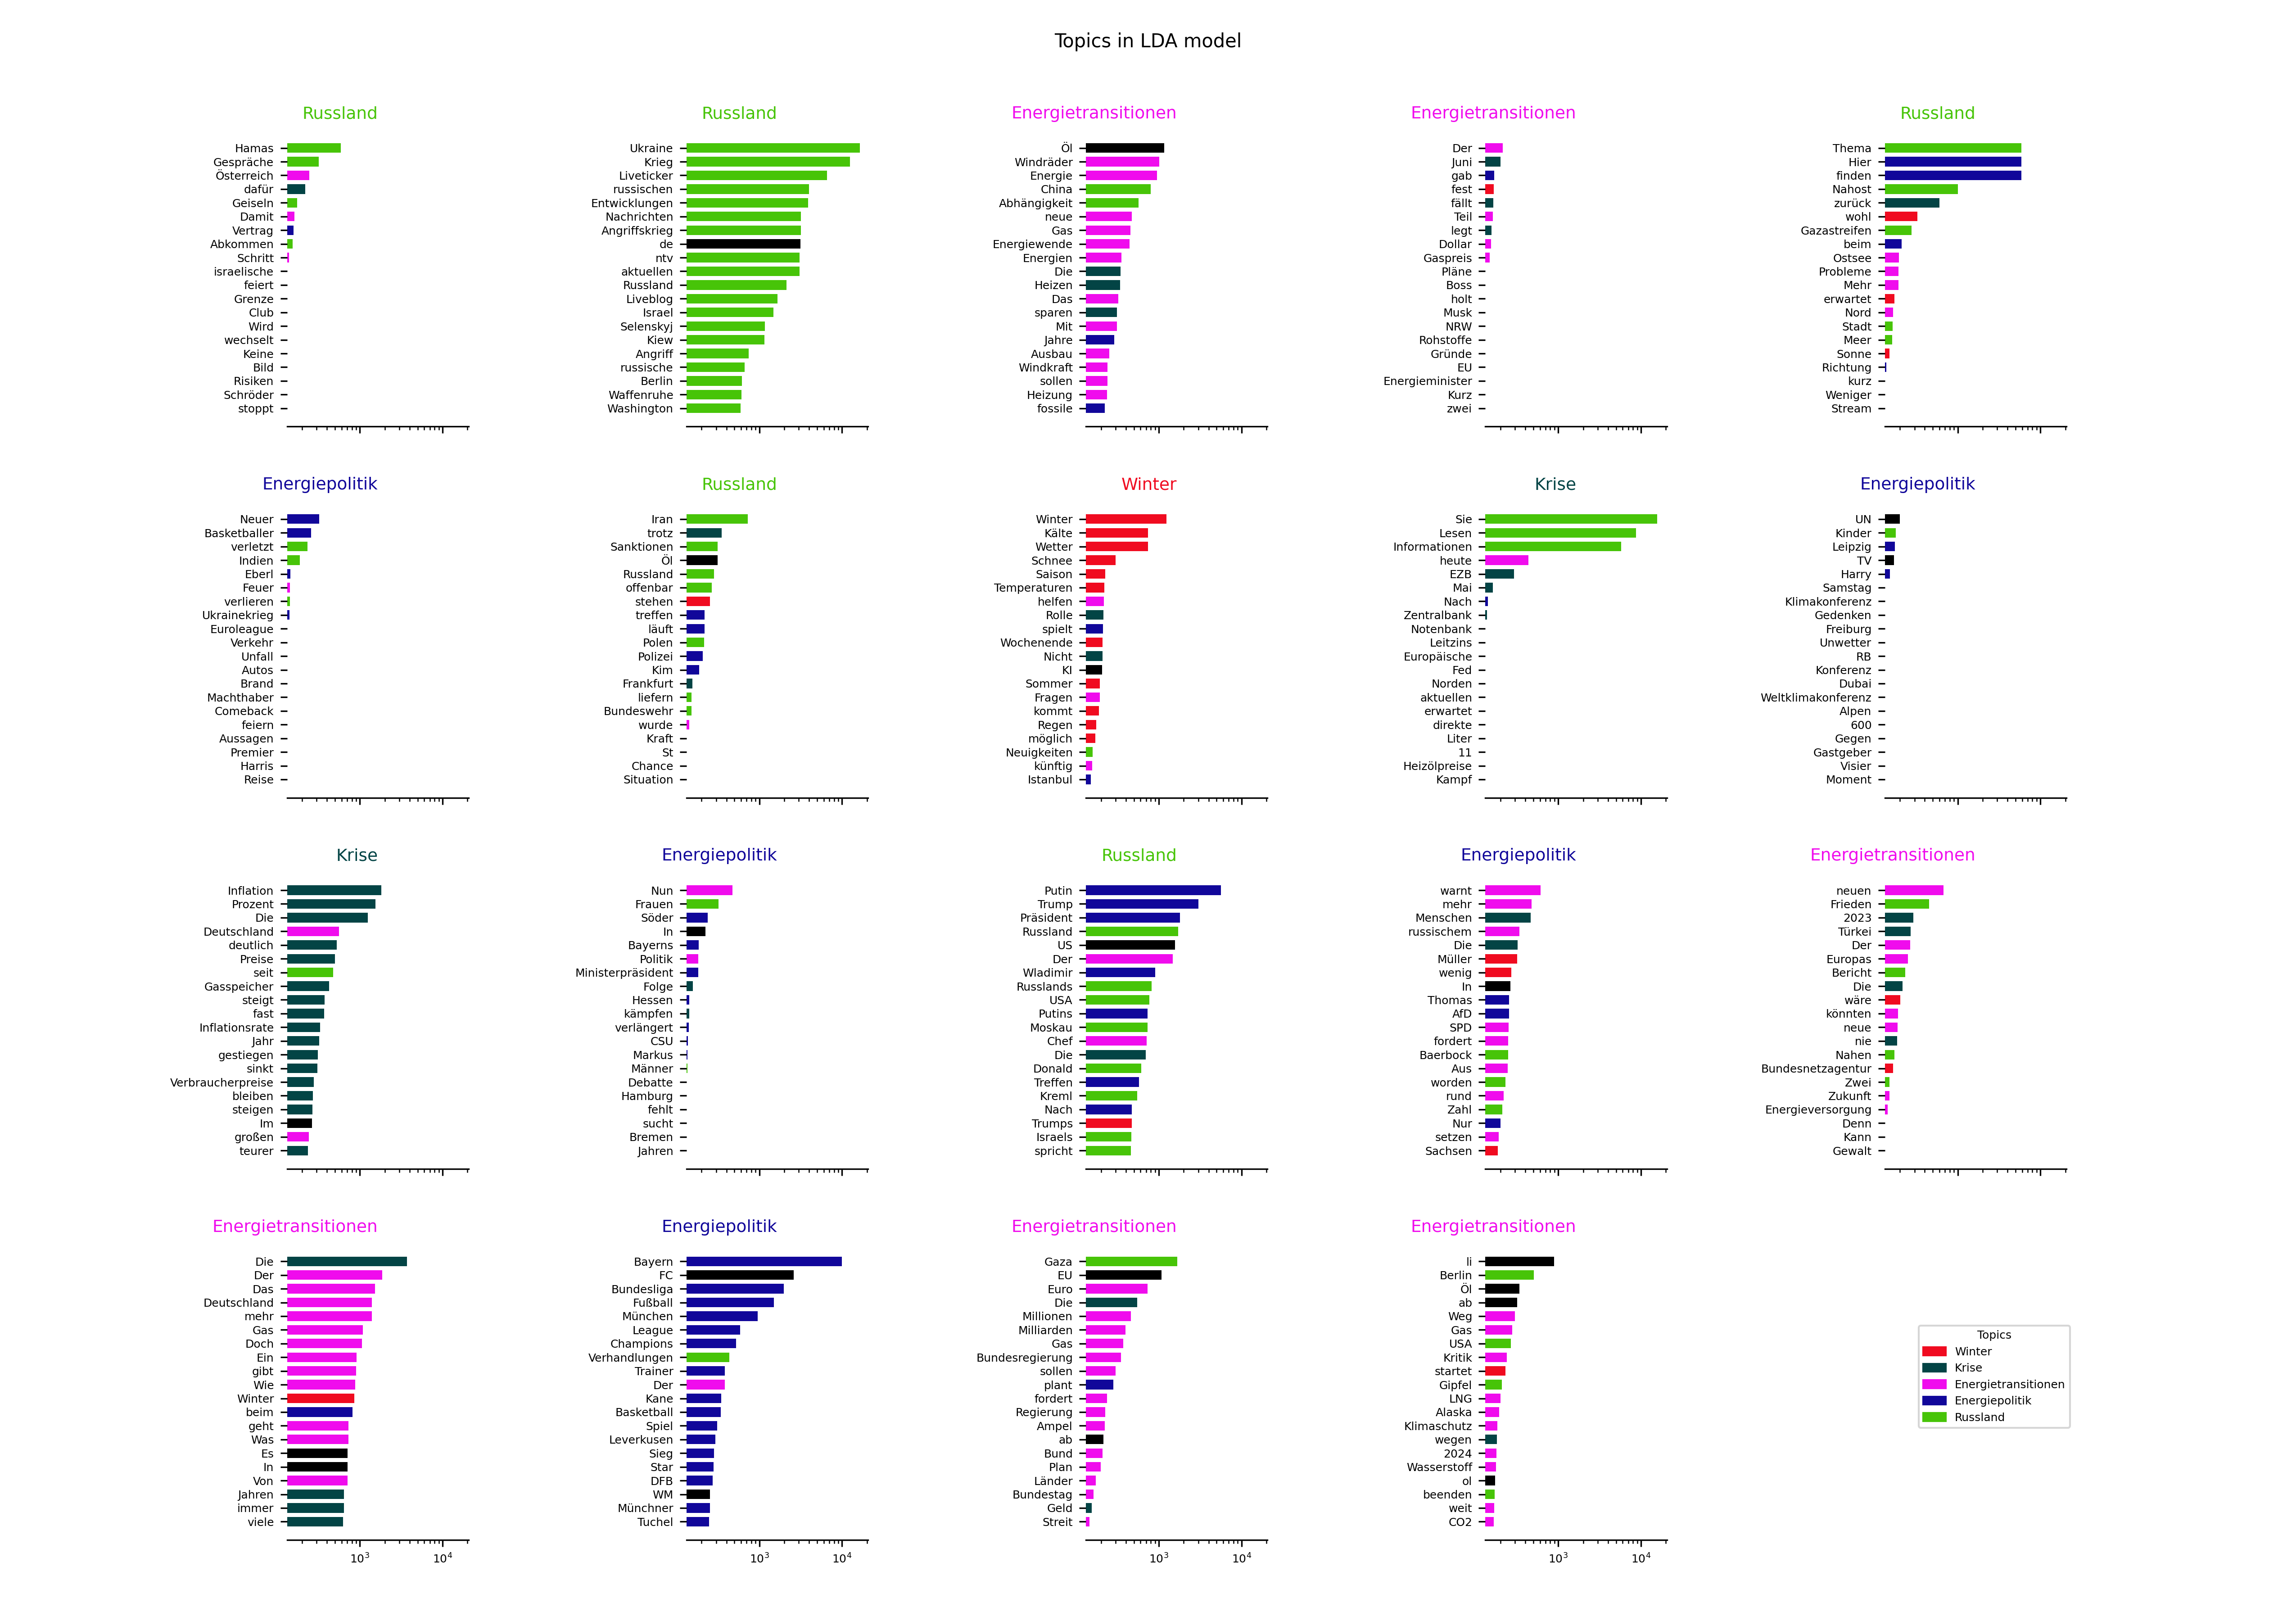 Topics in LDA model
Russland
Hamas
Gespräche
Österreich
dafür
Geiseln
Damit
Vertrag
Abkommen
Schritt
israelische
feiert
Grenze
Club
Wird
wechselt
Keine
Bild
Risiken
Schröder
stoppt
Russland
Ukraine
Krieg
Liveticker
russischen
Entwicklungen
Nachrichten
Angriffskrieg
de
ntv
aktuellen
Russland
Liveblog
Israel
Selenskyj
Kiew
Angriff
russische
Berlin
Waffenruhe
Washington
Energietransitionen
Öl
Windräder
Energie
China
Abhängigkeit
neue
Gas
Energiewende
Energien
Die
Heizen
Das
sparen
Mit
Jahre
Ausbau
Windkraft
sollen
Heizung
fossile
Energietransitionen
Der
Juni
gab
fest
fällt
Teil
legt
Dollar
Gaspreis
Pläne
Boss
holt
Musk
NRW
Rohstoffe
Gründe
EU
Energieminister
Kurz
zwei
Russland
Thema
Hier
finden
Nahost
zurück
wohl
Gazastreifen
beim
Ostsee
Probleme
Mehr
erwartet
Nord
Stadt
Meer
Sonne
Richtung
kurz
Weniger
Stream
Energiepolitik
Neuer
Basketballer
verletzt
Indien
Eberl
Feuer
verlieren
Ukrainekrieg
Euroleague
Verkehr
Unfall
Autos
Brand
Machthaber
Comeback
feiern
Aussagen
Premier
Harris
Reise
Russland
Iran
trotz
Sanktionen
Öl
Russland
offenbar
stehen
treffen
läuft
Polen
Polizei
Kim
Frankfurt
liefern
Bundeswehr
wurde
Kraft
St
Chance
Situation
Winter
Winter
Kälte
Wetter
Schnee
Saison
Temperaturen
helfen
Rolle
spielt
Wochenende
Nicht
KI
Sommer
Fragen
kommt
Regen
möglich
Neuigkeiten
künftig
Istanbul
Krise
Sie
Lesen
Informationen
heute
EZB
Mai
Nach
Zentralbank
Notenbank
Leitzins
Europäische
Fed
Norden
aktuellen
erwartet
direkte
Liter
11
Heizölpreise
Kampf
Energiepolitik
UN
Kinder
Leipzig
TV
Harry
Samstag
Klimakonferenz
Gedenken
Freiburg
Unwetter
RB
Konferenz
Dubai
Weltklimakonferenz
Alpen
600
Gegen
Gastgeber
Visier
Moment
Krise
Inflation
Prozent
Die
Deutschland
deutlich
Preise
seit
Gasspeicher
steigt
fast
Inflationsrate
Jahr
gestiegen
sinkt
Verbraucherpreise
bleiben
steigen
Im
großen
teurer
Energiepolitik
Nun
Frauen
Söder
In
Bayerns
Politik
Ministerpräsident
Folge
Hessen
kämpfen
verlängert
CSU
Markus
Männer
Debatte
Hamburg
fehlt
sucht
Bremen
Jahren
Russland
Putin
Trump
Präsident
Russland
US
Der
Wladimir
Russlands
USA
Putins
Moskau
Chef
Die
Donald
Treffen
Kreml
Nach
Trumps
Israels
spricht
Energiepolitik
warnt
mehr
Menschen
russischem
Die
Müller
wenig
In
Thomas
AfD
SPD
fordert
Baerbock
Aus
worden
rund
Zahl
Nur
setzen
Sachsen
Energietransitionen
neuen
Frieden
2023
Türkei
Der
Europas
Bericht
Die
wäre
könnten
neue
nie
Nahen
Bundesnetzagentur
Zwei
Zukunft
Energieversorgung
Denn
Kann
Gewalt
Energietransitionen
Die
Der
Das
Deutschland
mehr
Gas
Doch
Ein
gibt
Wie
Winter
beim
geht
Was
Es
In
Von
Jahren
immer
viele
10³ 10⁴
Energiepolitik
Bayern
FC
Bundesliga
Fußball
München
League
Champions
Verhandlungen
Trainer
Der
Kane
Basketball
Spiel
Leverkusen
Sieg
Star
DFB
WM
Münchner
Tuchel
10³ 10⁴
Energietransitionen
Gaza
EU
Euro
Die
Millionen
Milliarden
Gas
Bundesregierung
sollen
plant
fordert
Regierung
Ampel
ab
Bund
Plan
Länder
Bundestag
Geld
Streit
10³ 10⁴
Energietransitionen
li
Berlin
Öl
ab
Weg
Gas
USA
Kritik
startet
Gipfel
LNG
Alaska
Klimaschutz
wegen
2024
Wasserstoff
ol
beenden
weit
CO2
10³ 10⁴
Topics
Winter
Krise
Energietransitionen
Energiepolitik
Russland